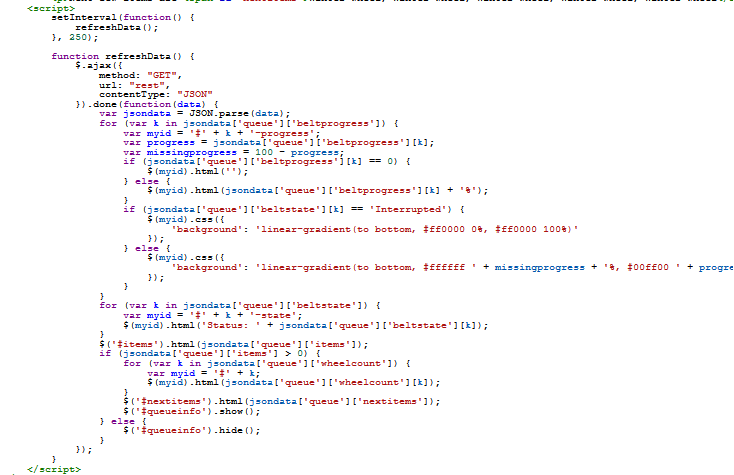 <script>
setInterval(function() {
refreshData();
}, 250);
function refreshData() {
$.ajax({
method: "GET",
url: "rest",
contentType: "JSON"
}).done(function(data) {
var jsondata = JSON.parse(data);
for (var k in jsondata['queue']['beltprogress']) {
var myid = '#' + k + '-progress';
var progress = jsondata['queue']['beltprogress'][k];
var missingprogress = 100 - progress;
if (jsondata['queue']['beltprogress'][k] == 0) {
$(myid).html('');
} else {
$(myid).html(jsondata['queue']['beltprogress'][k] + '%');
}
if (jsondata['queue']['beltstate'][k] == 'Interrupted') {
$(myid).css({
'background': 'linear-gradient(to bottom, #ff0000 0%, #ff0000 100%)'
});
} else {
$(myid).css({
'background': 'linear-gradient(to bottom, #ffffff ' + missingprogress + '%, #00ff00 ' + progre
});
}
}
for (var k in jsondata['queue']['beltstate']) {
var myid = '#' + k + '-state';
$(myid).html('Status: ' + jsondata['queue']['beltstate'][k]);
}
$('#items').html(jsondata['queue']['items']);
if (jsondata['queue']['items'] > 0) {
for (var k in jsondata['queue']['wheelcount']) {
var myid = '#' + k;
$(myid).html(jsondata['queue']['wheelcount'][k]);
}
$('#nextitems').html(jsondata['queue']['nextitems']);
$('#queueinfo').show();
} else {
$('#queueinfo').hide();
}
});
}
</script>